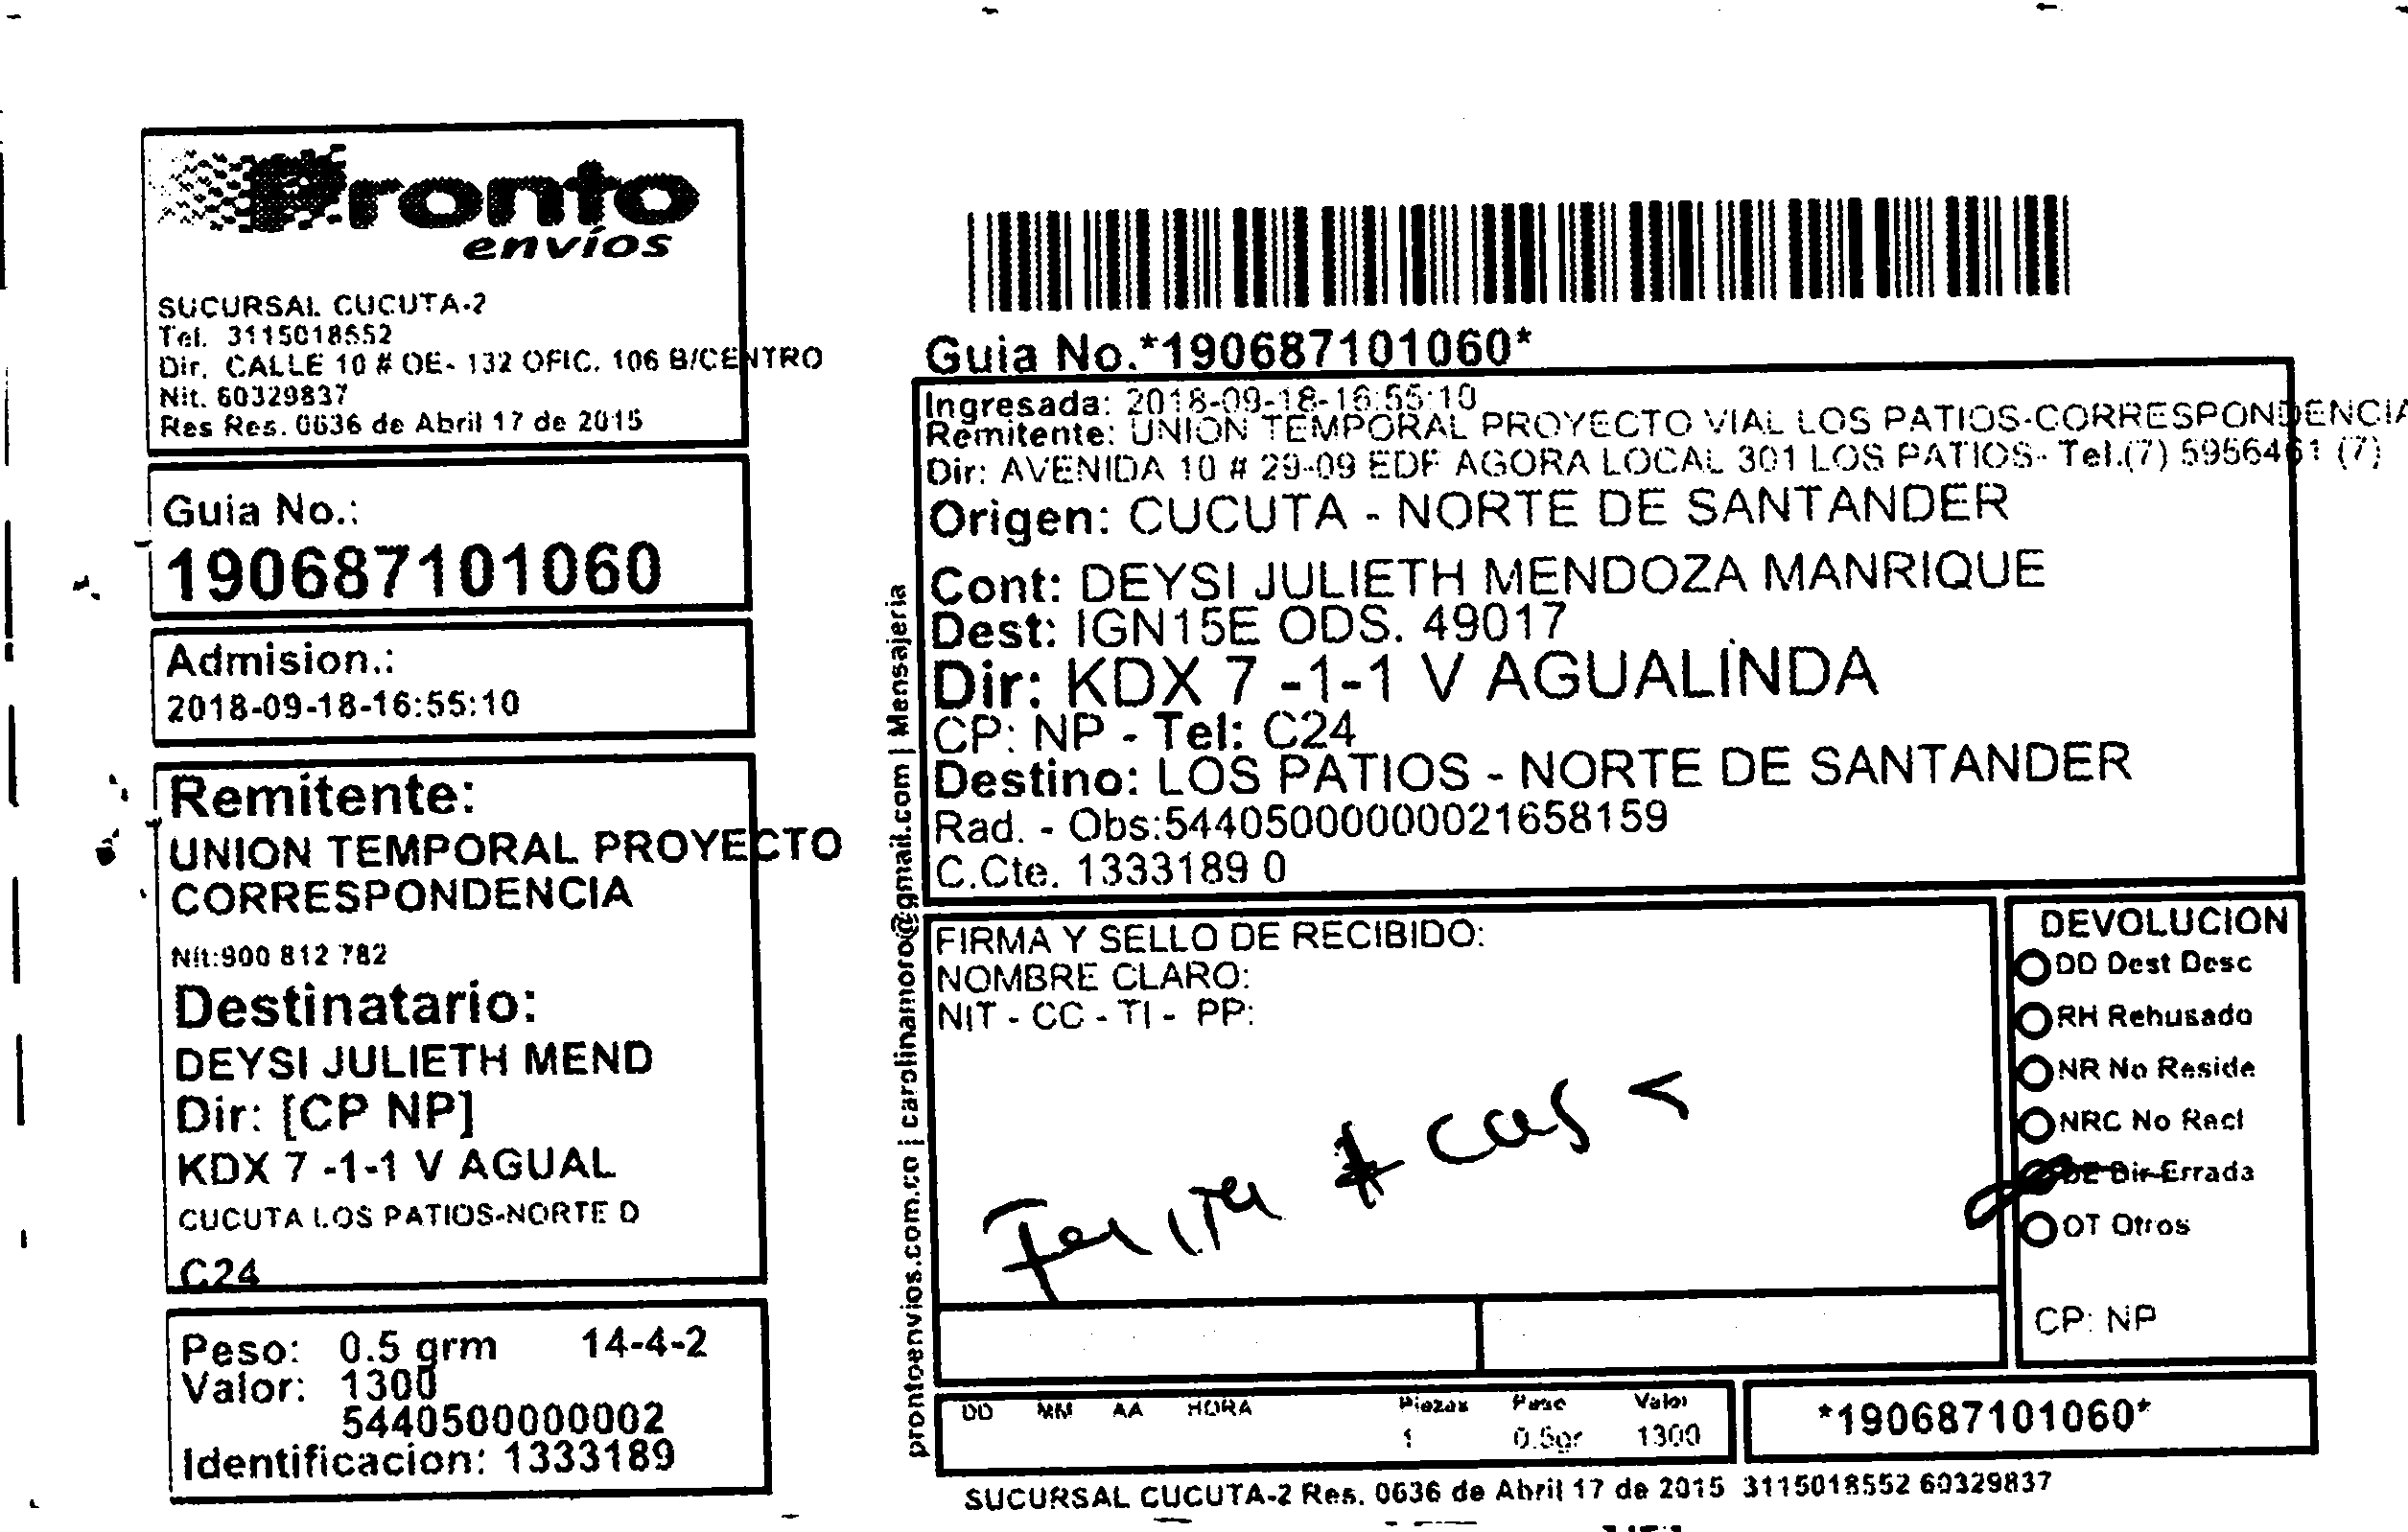 Pronto
envíos
SUCURSAL CUCUTA-2
Tel. 3115018552
Dir. CALLE 10 # OE- 132 OFIC. 106 B/CENTRO
Nit. 60329837
Res Res. 0636 de Abril 17 de 2015
Guia No.:
190687101060
Admision.:
2018-09-18-16:55:10
Remitente:
UNION TEMPORAL PROYECTO
CORRESPONDENCIA
Nit:900 812 782
Destinatario:
DEYSI JULIETH MEND
Dir: [CP NP]
KDX 7 -1-1 V AGUAL
CUCUTA LOS PATIOS-NORTE D
C24
Peso: 0.5 grm 14-4-2
Valor: 1300
5440500000002
Identificacion: 1333189
prontoenvios.com.co | carolinamoro@gmail.com | Mensajeria
Guia No.*190687101060*
Ingresada: 2018-09-18-16:55:10
Remitente: UNION TEMPORAL PROYECTO VIAL LOS PATIOS-CORRESPONDENCIA
Dir: AVENIDA 10 # 29-09 EDF AGORA LOCAL 301 LOS PATIOS- Tel.(7) 5956461 (7)
Origen: CUCUTA - NORTE DE SANTANDER
Cont: DEYSI JULIETH MENDOZA MANRIQUE
Dest: IGN15E ODS. 49017
Dir: KDX 7 -1-1 V AGUALINDA
CP: NP - Tel: C24
Destino: LOS PATIOS - NORTE DE SANTANDER
Rad. - Obs:544050000000021658159
C.Cte. 1333189 0
FIRMA Y SELLO DE RECIBIDO:
NOMBRE CLARO:
NIT - CC - TI - PP:
DEVOLUCION
DD Dest Desc
RH Rehusado
NR No Reside
NRC No Recl
DE Dir Errada
OT Otros
CP: NP
DD MM AA HORA Piezas Peso Valor
1 0.5gr 1300
*190687101060*
SUCURSAL CUCUTA-2 Res. 0636 de Abril 17 de 2015 3115018552 60329837